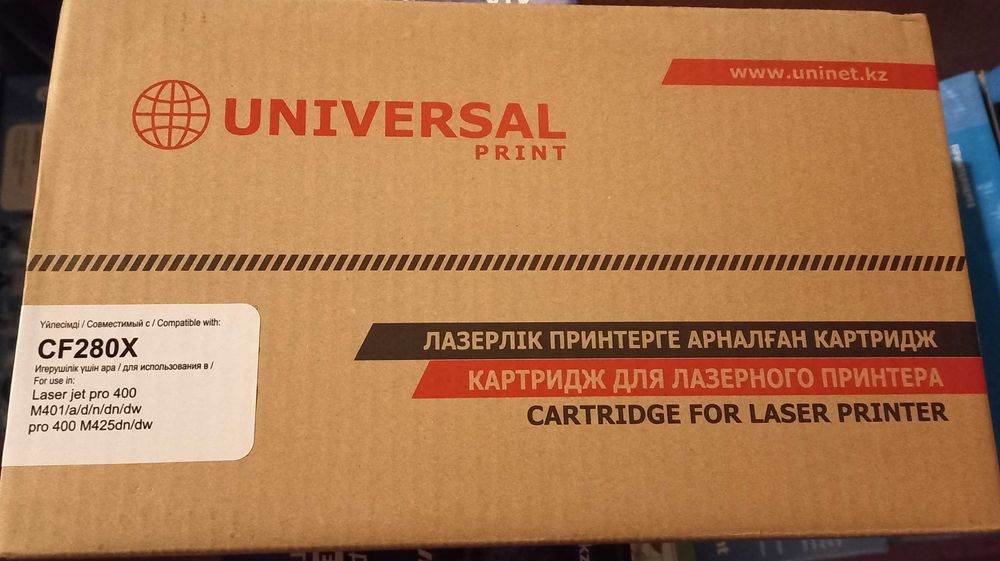 www.uninet.kz
UNIVERSAL
PRINT
Үйлесімді / Совместимый с / Compatible with:
CF280X
Игерушілік үшін ара / для использования в /
For use in:
Laser jet pro 400
M401/a/d/n/dn/dw
pro 400 M425dn/dw
ЛАЗЕРЛІК ПРИНТЕРГЕ АРНАЛҒАН КАРТРИДЖ
КАРТРИДЖ ДЛЯ ЛАЗЕРНОГО ПРИНТЕРА
CARTRIDGE FOR LASER PRINTER